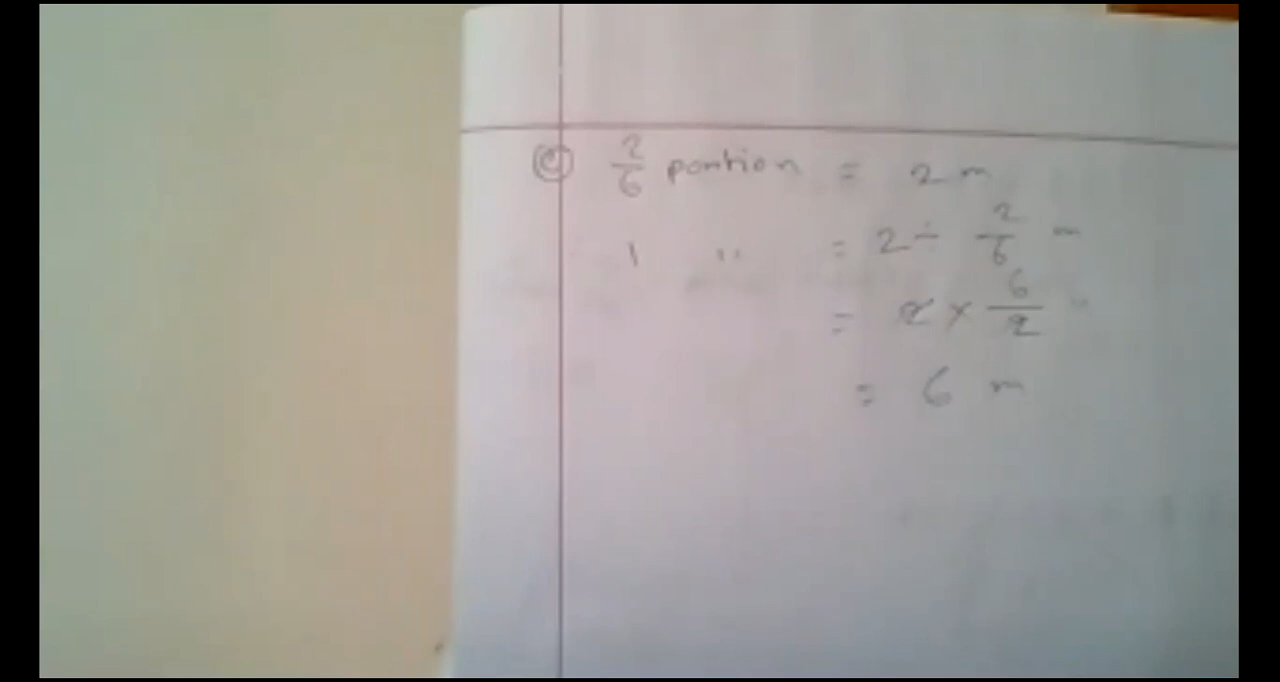 ⓒ 2/6 portion = 2 m
1 " = 2 ÷ 2/6 m
= 2 × 6/2 "
= 6 m